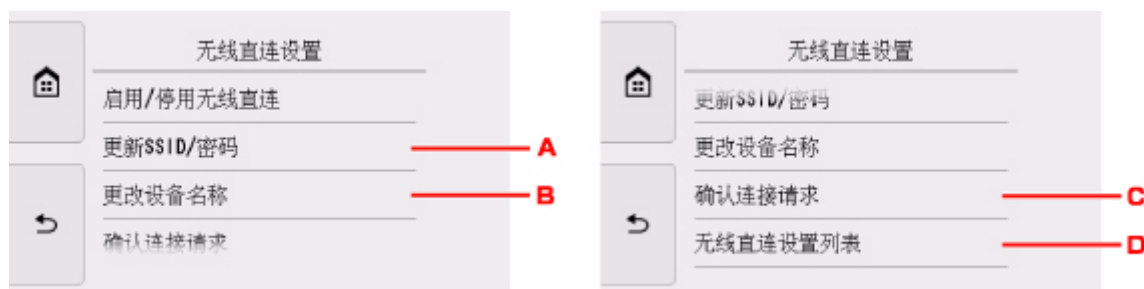 无线直连设置
启用/停用无线直连
更新SSID/密码
A
更改设备名称
B
确认连接请求
无线直连设置
更新SSID/密码
更改设备名称
确认连接请求
C
无线直连设置列表
D